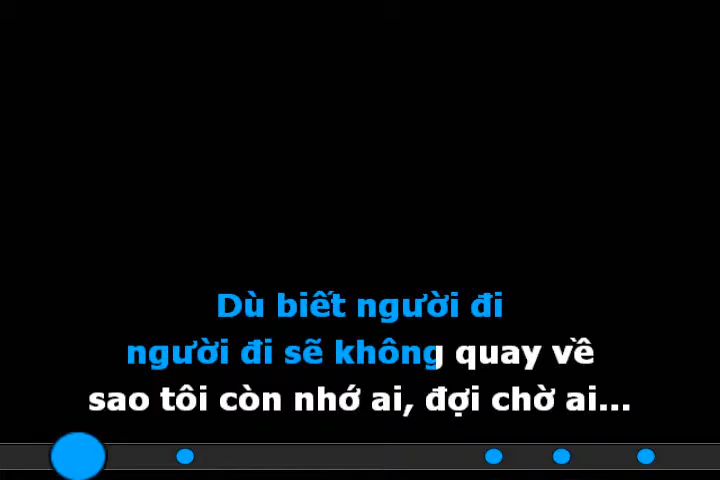 Dù biết người đi
người đi sẽ không quay về
sao tôi còn nhớ ai, đợi chờ ai...